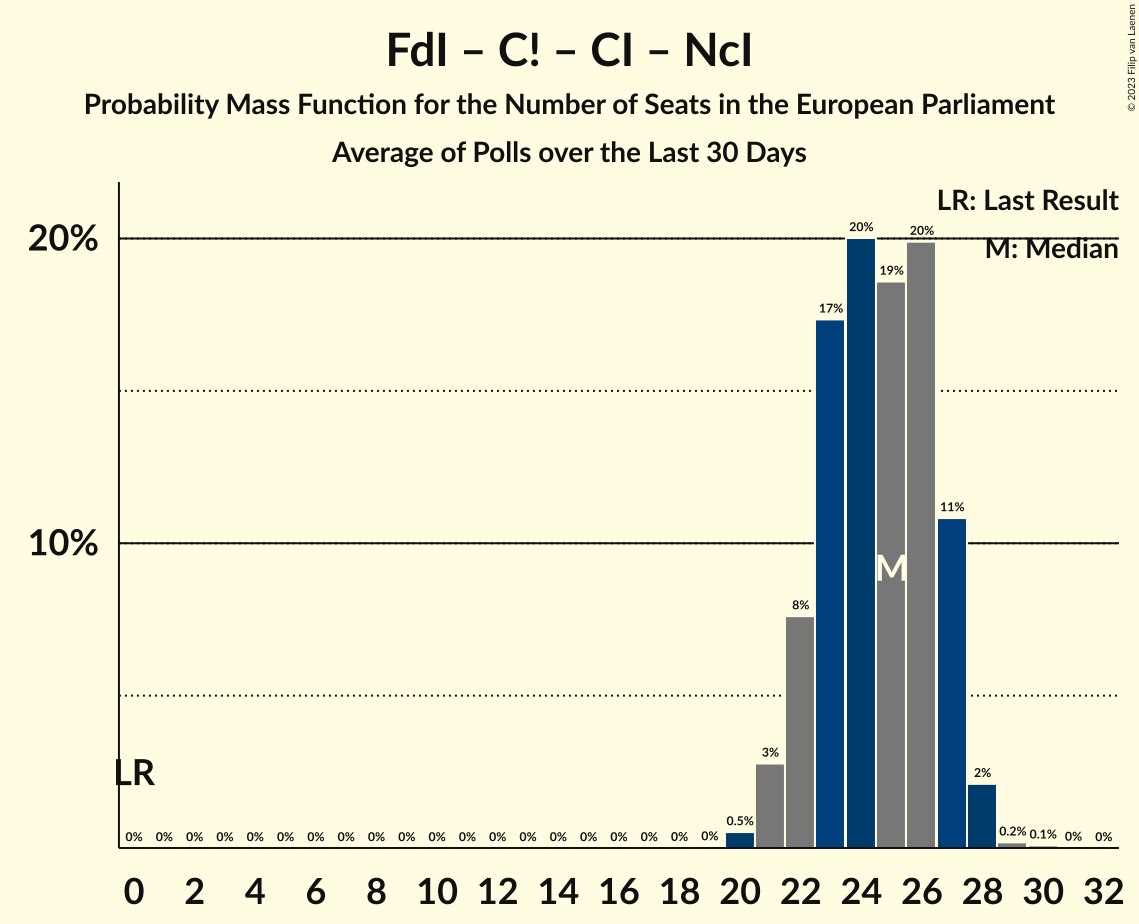 FdI – C! – CI – NcI
Probability Mass Function for the Number of Seats in the European Parliament
Average of Polls over the Last 30 Days
© 2023 Filip van Laenen
LR: Last Result
M: Median
20%
10%
LR
M
0% 0% 0% 0% 0% 0% 0% 0% 0% 0% 0% 0% 0% 0% 0% 0% 0% 0% 0% 0% 0.5% 3% 8% 17% 20% 19% 20% 11% 2% 0.2% 0.1% 0% 0%
0 2 4 6 8 10 12 14 16 18 20 22 24 26 28 30 32